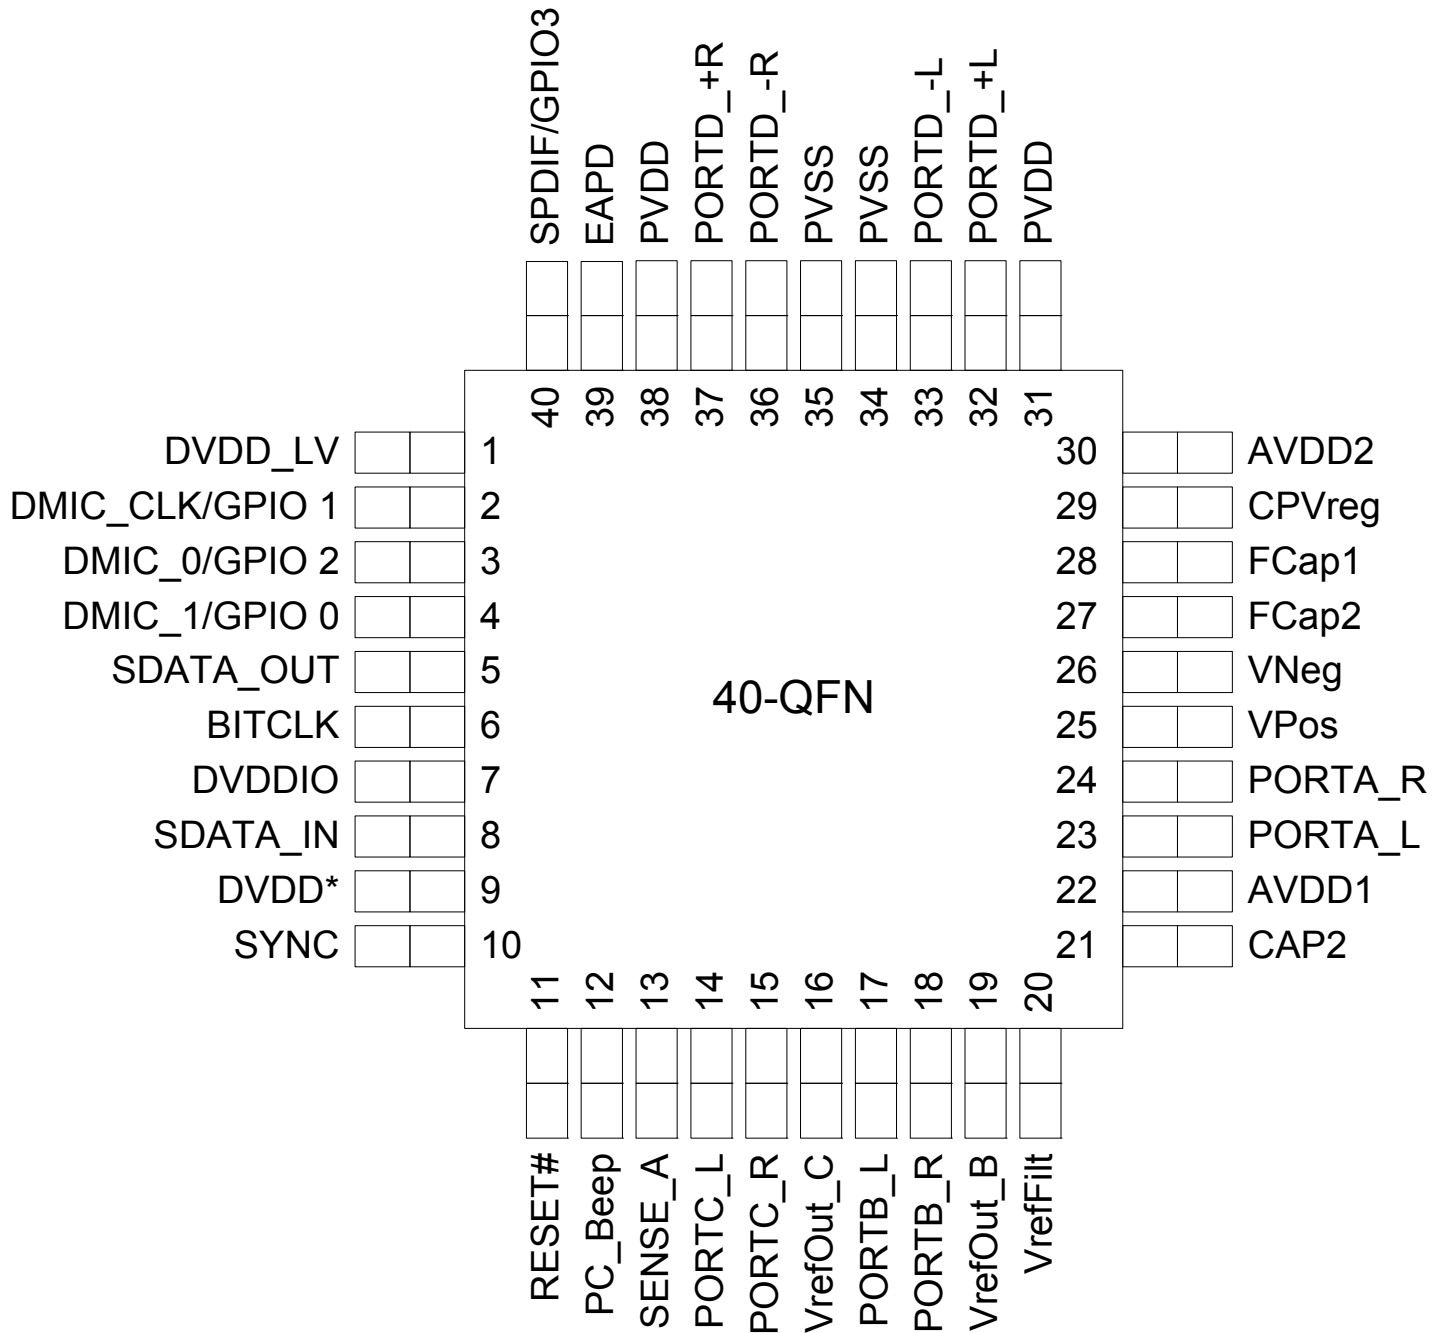 SPDIF/GPIO3
EAPD
PVDD
PORTD_+R
PORTD_-R
PVSS
PVSS
PORTD_-L
PORTD_+L
PVDD
40
39
38
37
36
35
34
33
32
31
DVDD_LV 1
DMIC_CLK/GPIO 1 2
DMIC_0/GPIO 2 3
DMIC_1/GPIO 0 4
SDATA_OUT 5
BITCLK 6
DVDDIO 7
SDATA_IN 8
DVDD* 9
SYNC 10
40-QFN
30 AVDD2
29 CPVreg
28 FCap1
27 FCap2
26 VNeg
25 VPos
24 PORTA_R
23 PORTA_L
22 AVDD1
21 CAP2
11
12
13
14
15
16
17
18
19
20
RESET#
PC_Beep
SENSE_A
PORTC_L
PORTC_R
VrefOut_C
PORTB_L
PORTB_R
VrefOut_B
VrefFilt